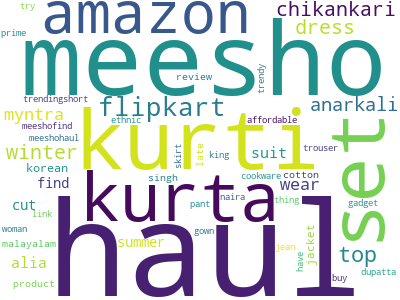 try
amazon
chikankari
dress
prime
meesho
review
trendy
trendingshort
flipkart
anarkali
myntra
meeshofind
ethnic
kurti
affordable
set
meeshohaul
winter
skirt
late
king
suit
trouser
korean
find
singh
kurta
cookware
cotton
wear
cut
link
pant
naira
thing
gadget
haul
woman
gown
malayalam
summer
jean
have
jacket
top
alia
dupatta
product
buy